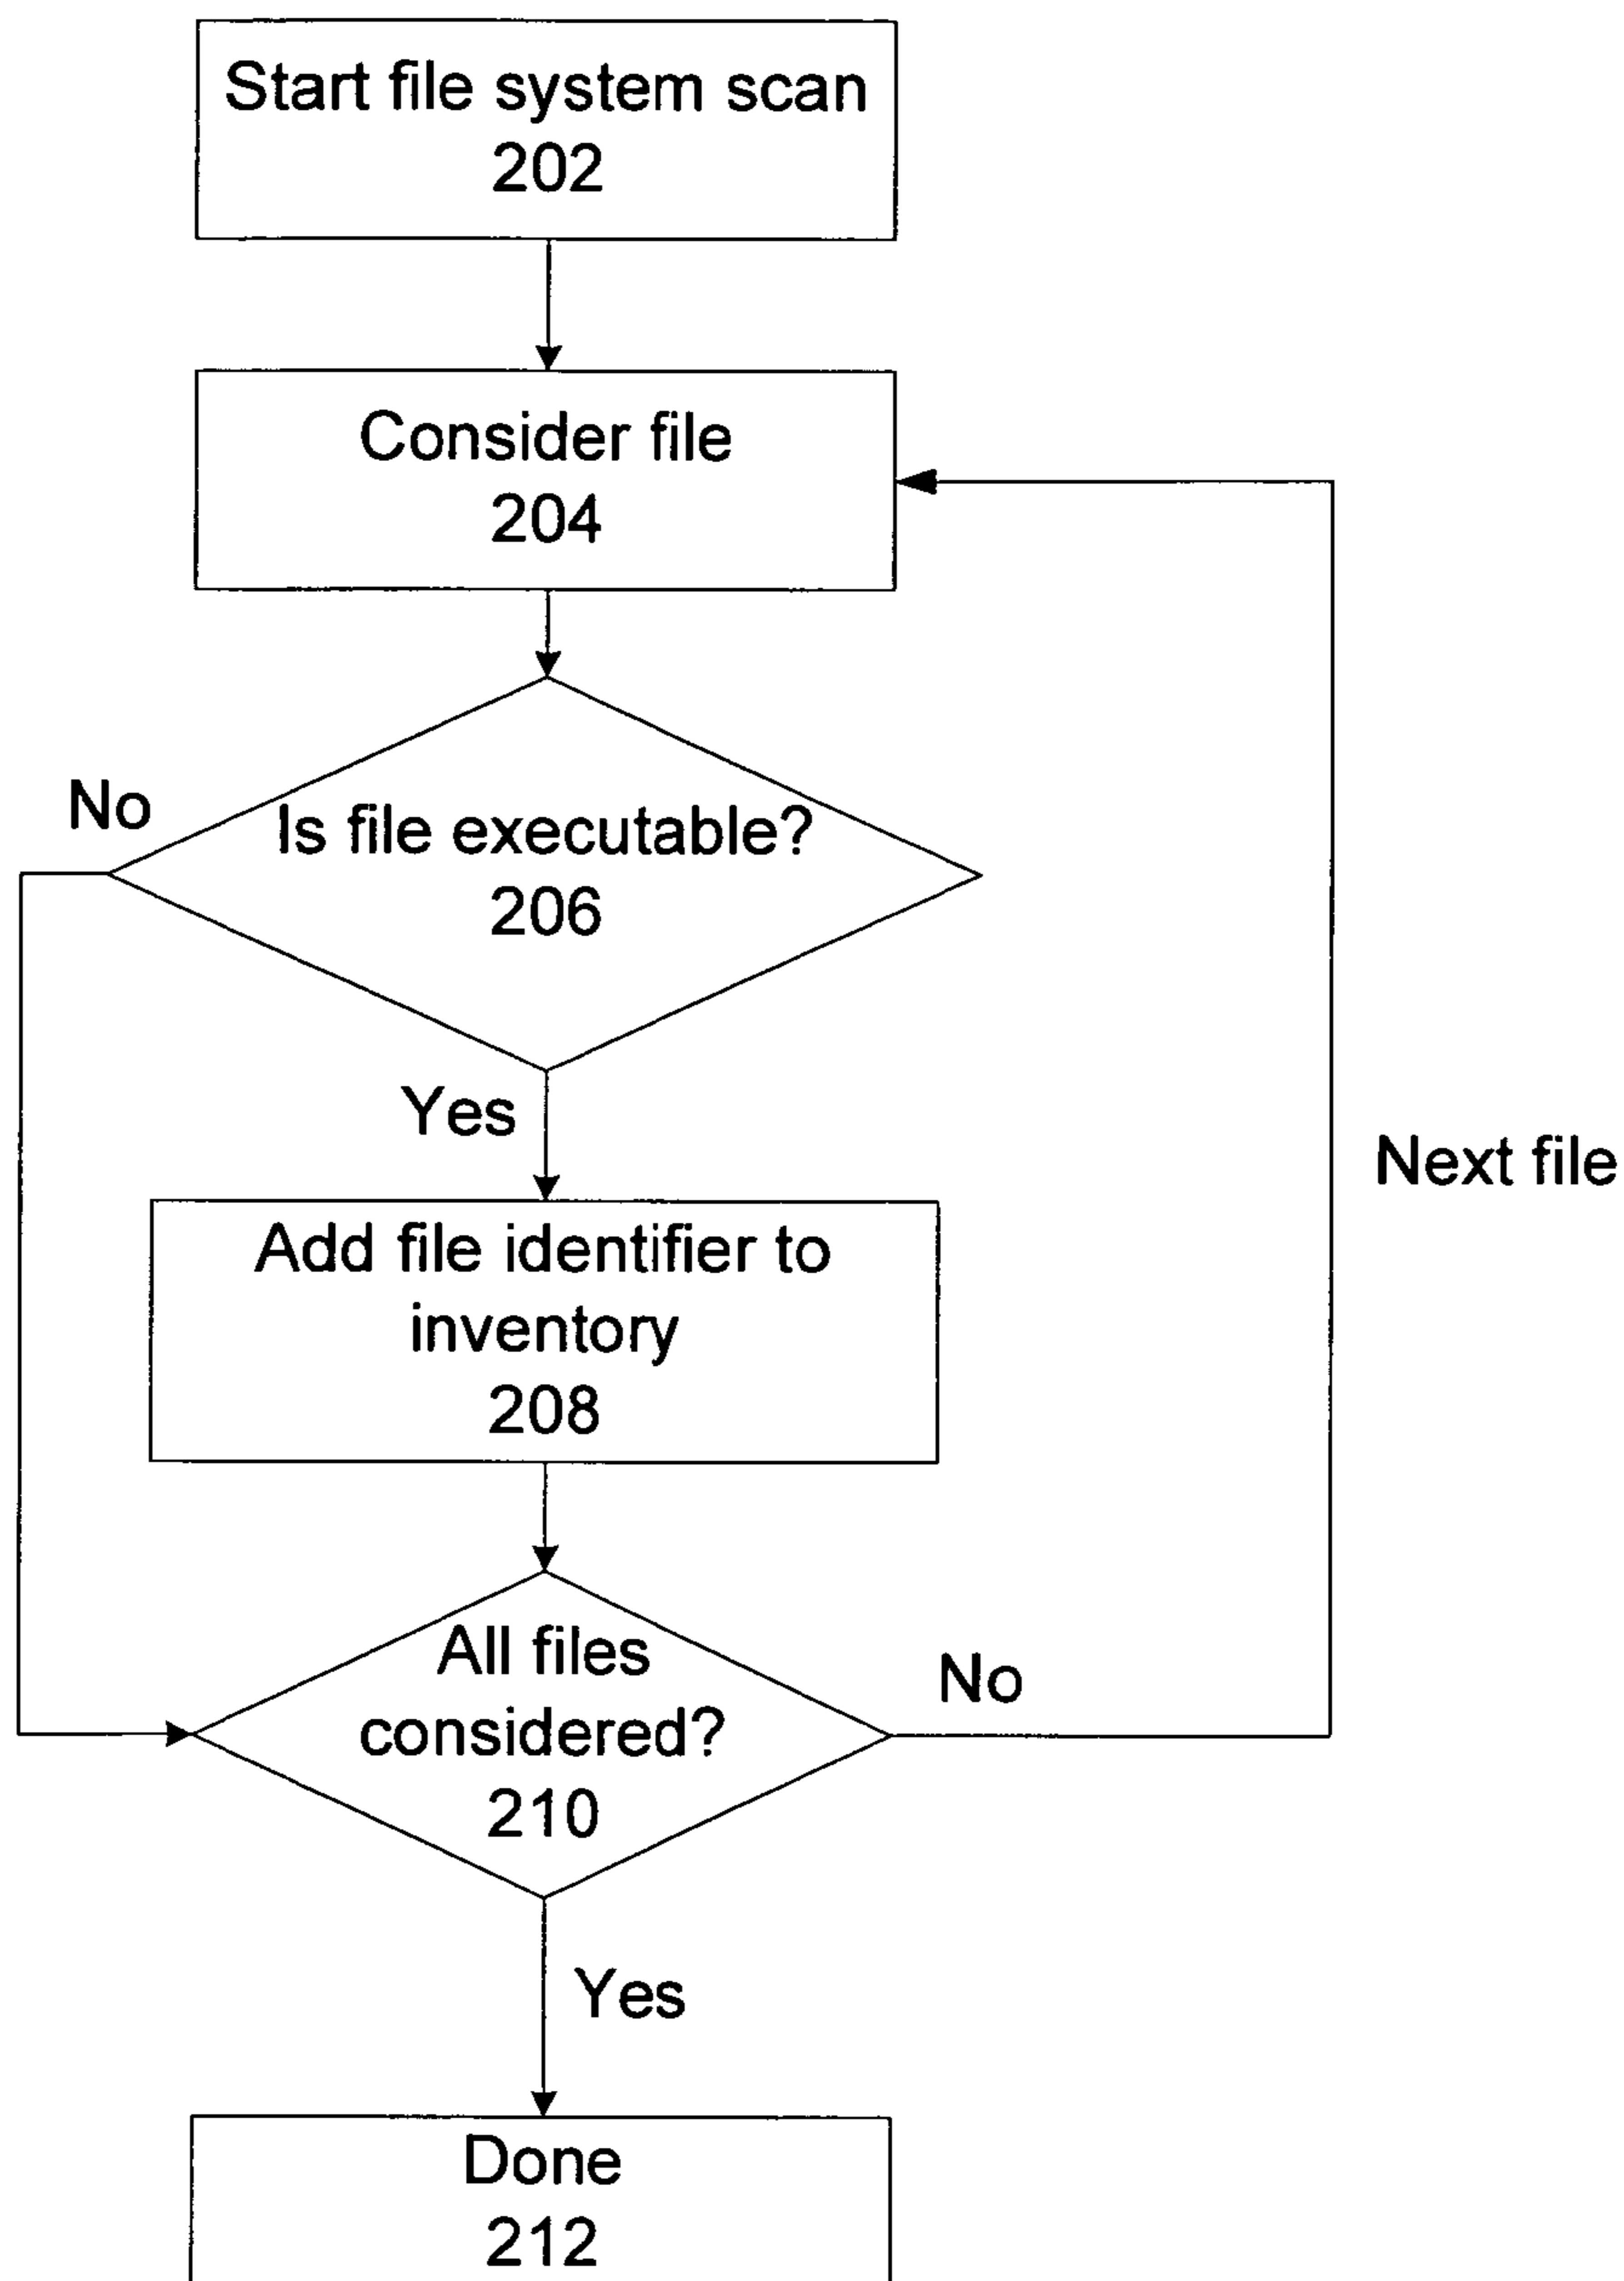 Start file system scan
202
Consider file
204
No
Is file executable?
206
Yes
Next file
Add file identifier to
inventory
208
All files
considered?
210
No
Yes
Done
212